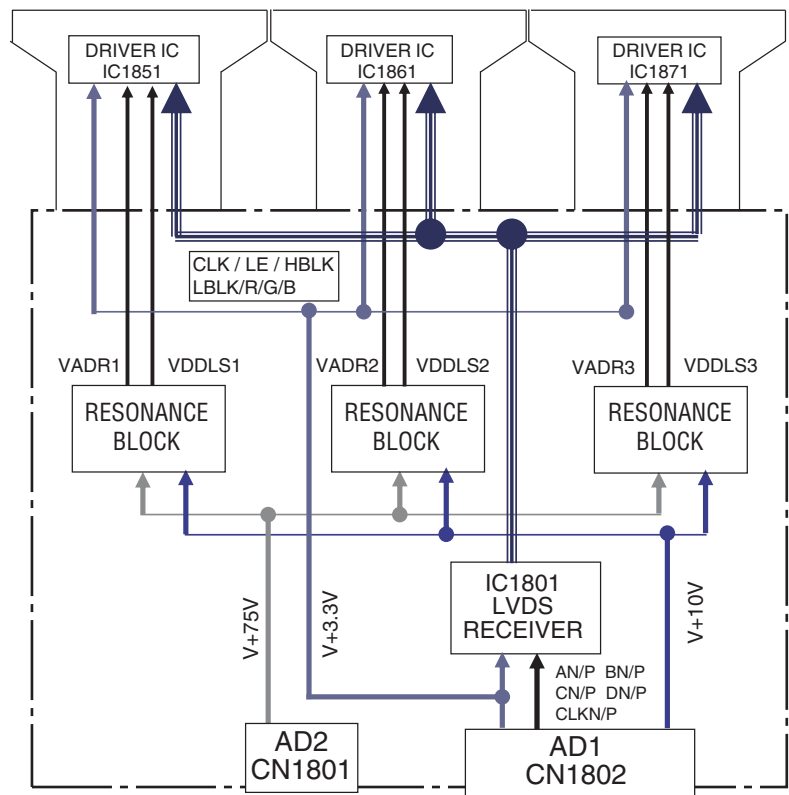 DRIVER IC
IC1851
DRIVER IC
IC1861
DRIVER IC
IC1871
CLK / LE / HBLK
LBLK/R/G/B
VADR1
VDDLS1
VADR2
VDDLS2
VADR3
VDDLS3
RESONANCE
BLOCK
RESONANCE
BLOCK
RESONANCE
BLOCK
V+75V
V+3.3V
IC1801
LVDS
RECEIVER
V+10V
AN/P BN/P
CN/P DN/P
CLKN/P
AD2
CN1801
AD1
CN1802